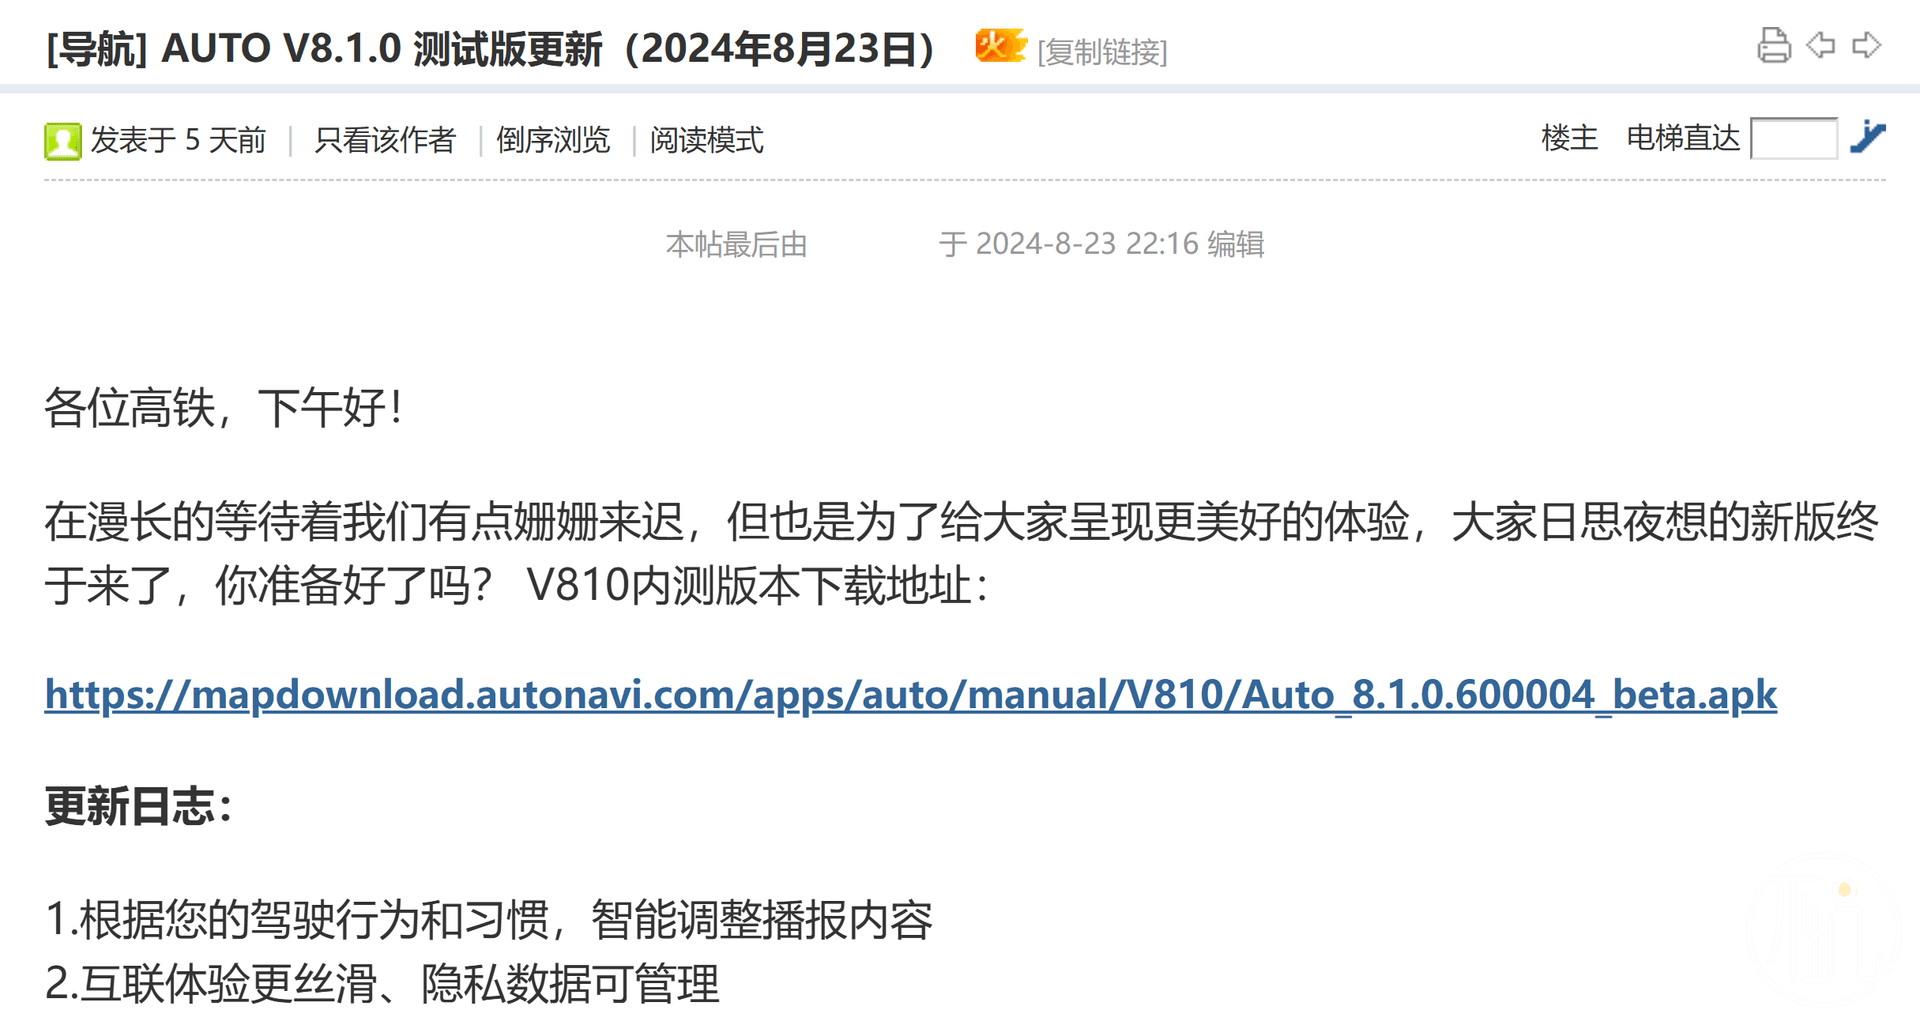 [导航] AUTO V8.1.0 测试版更新（2024年8月23日） 火 [复制链接]
发表于 5 天前 | 只看该作者 | 倒序浏览 | 阅读模式 楼主 电梯直达
本帖最后由 于 2024-8-23 22:16 编辑
各位高铁，下午好！
在漫长的等待着我们有点姗姗来迟，但也是为了给大家呈现更美好的体验，大家日思夜想的新版终
于来了，你准备好了吗？ V810内测版本下载地址：
https://mapdownload.autonavi.com/apps/auto/manual/V810/Auto_8.1.0.600004_beta.apk
更新日志：
1.根据您的驾驶行为和习惯，智能调整播报内容
2.互联体验更丝滑、隐私数据可管理